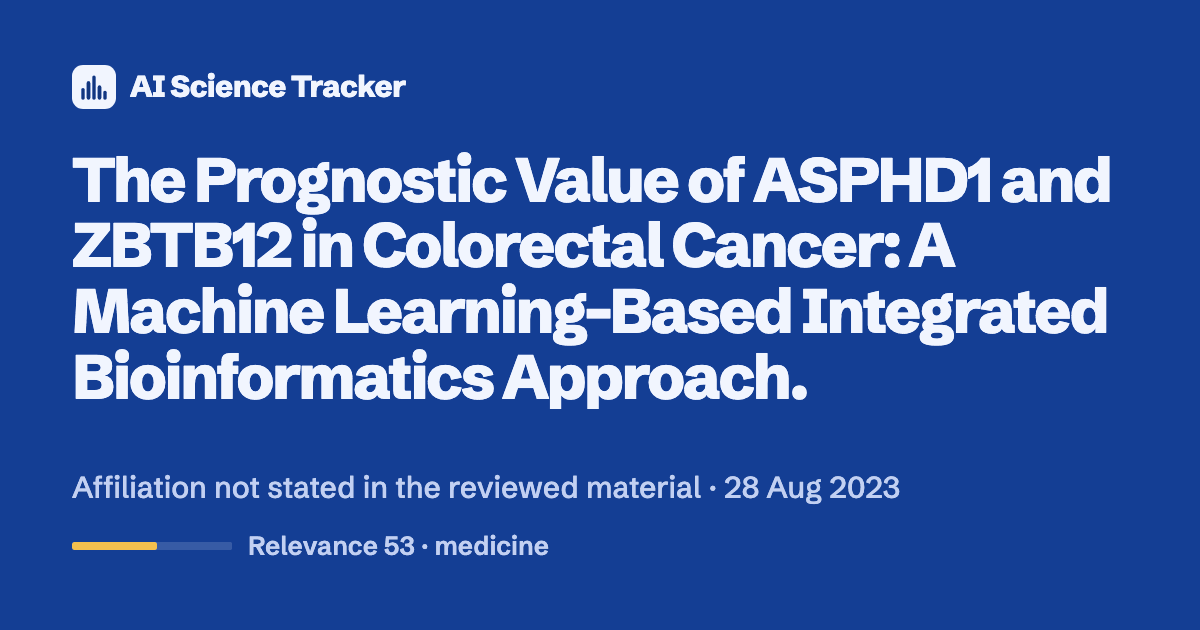 AI Science Tracker
The Prognostic Value of ASPHD1 and
ZBTB12 in Colorectal Cancer: A
Machine Learning-Based Integrated
Bioinformatics Approach.
Affiliation not stated in the reviewed material · 28 Aug 2023
Relevance 53 · medicine